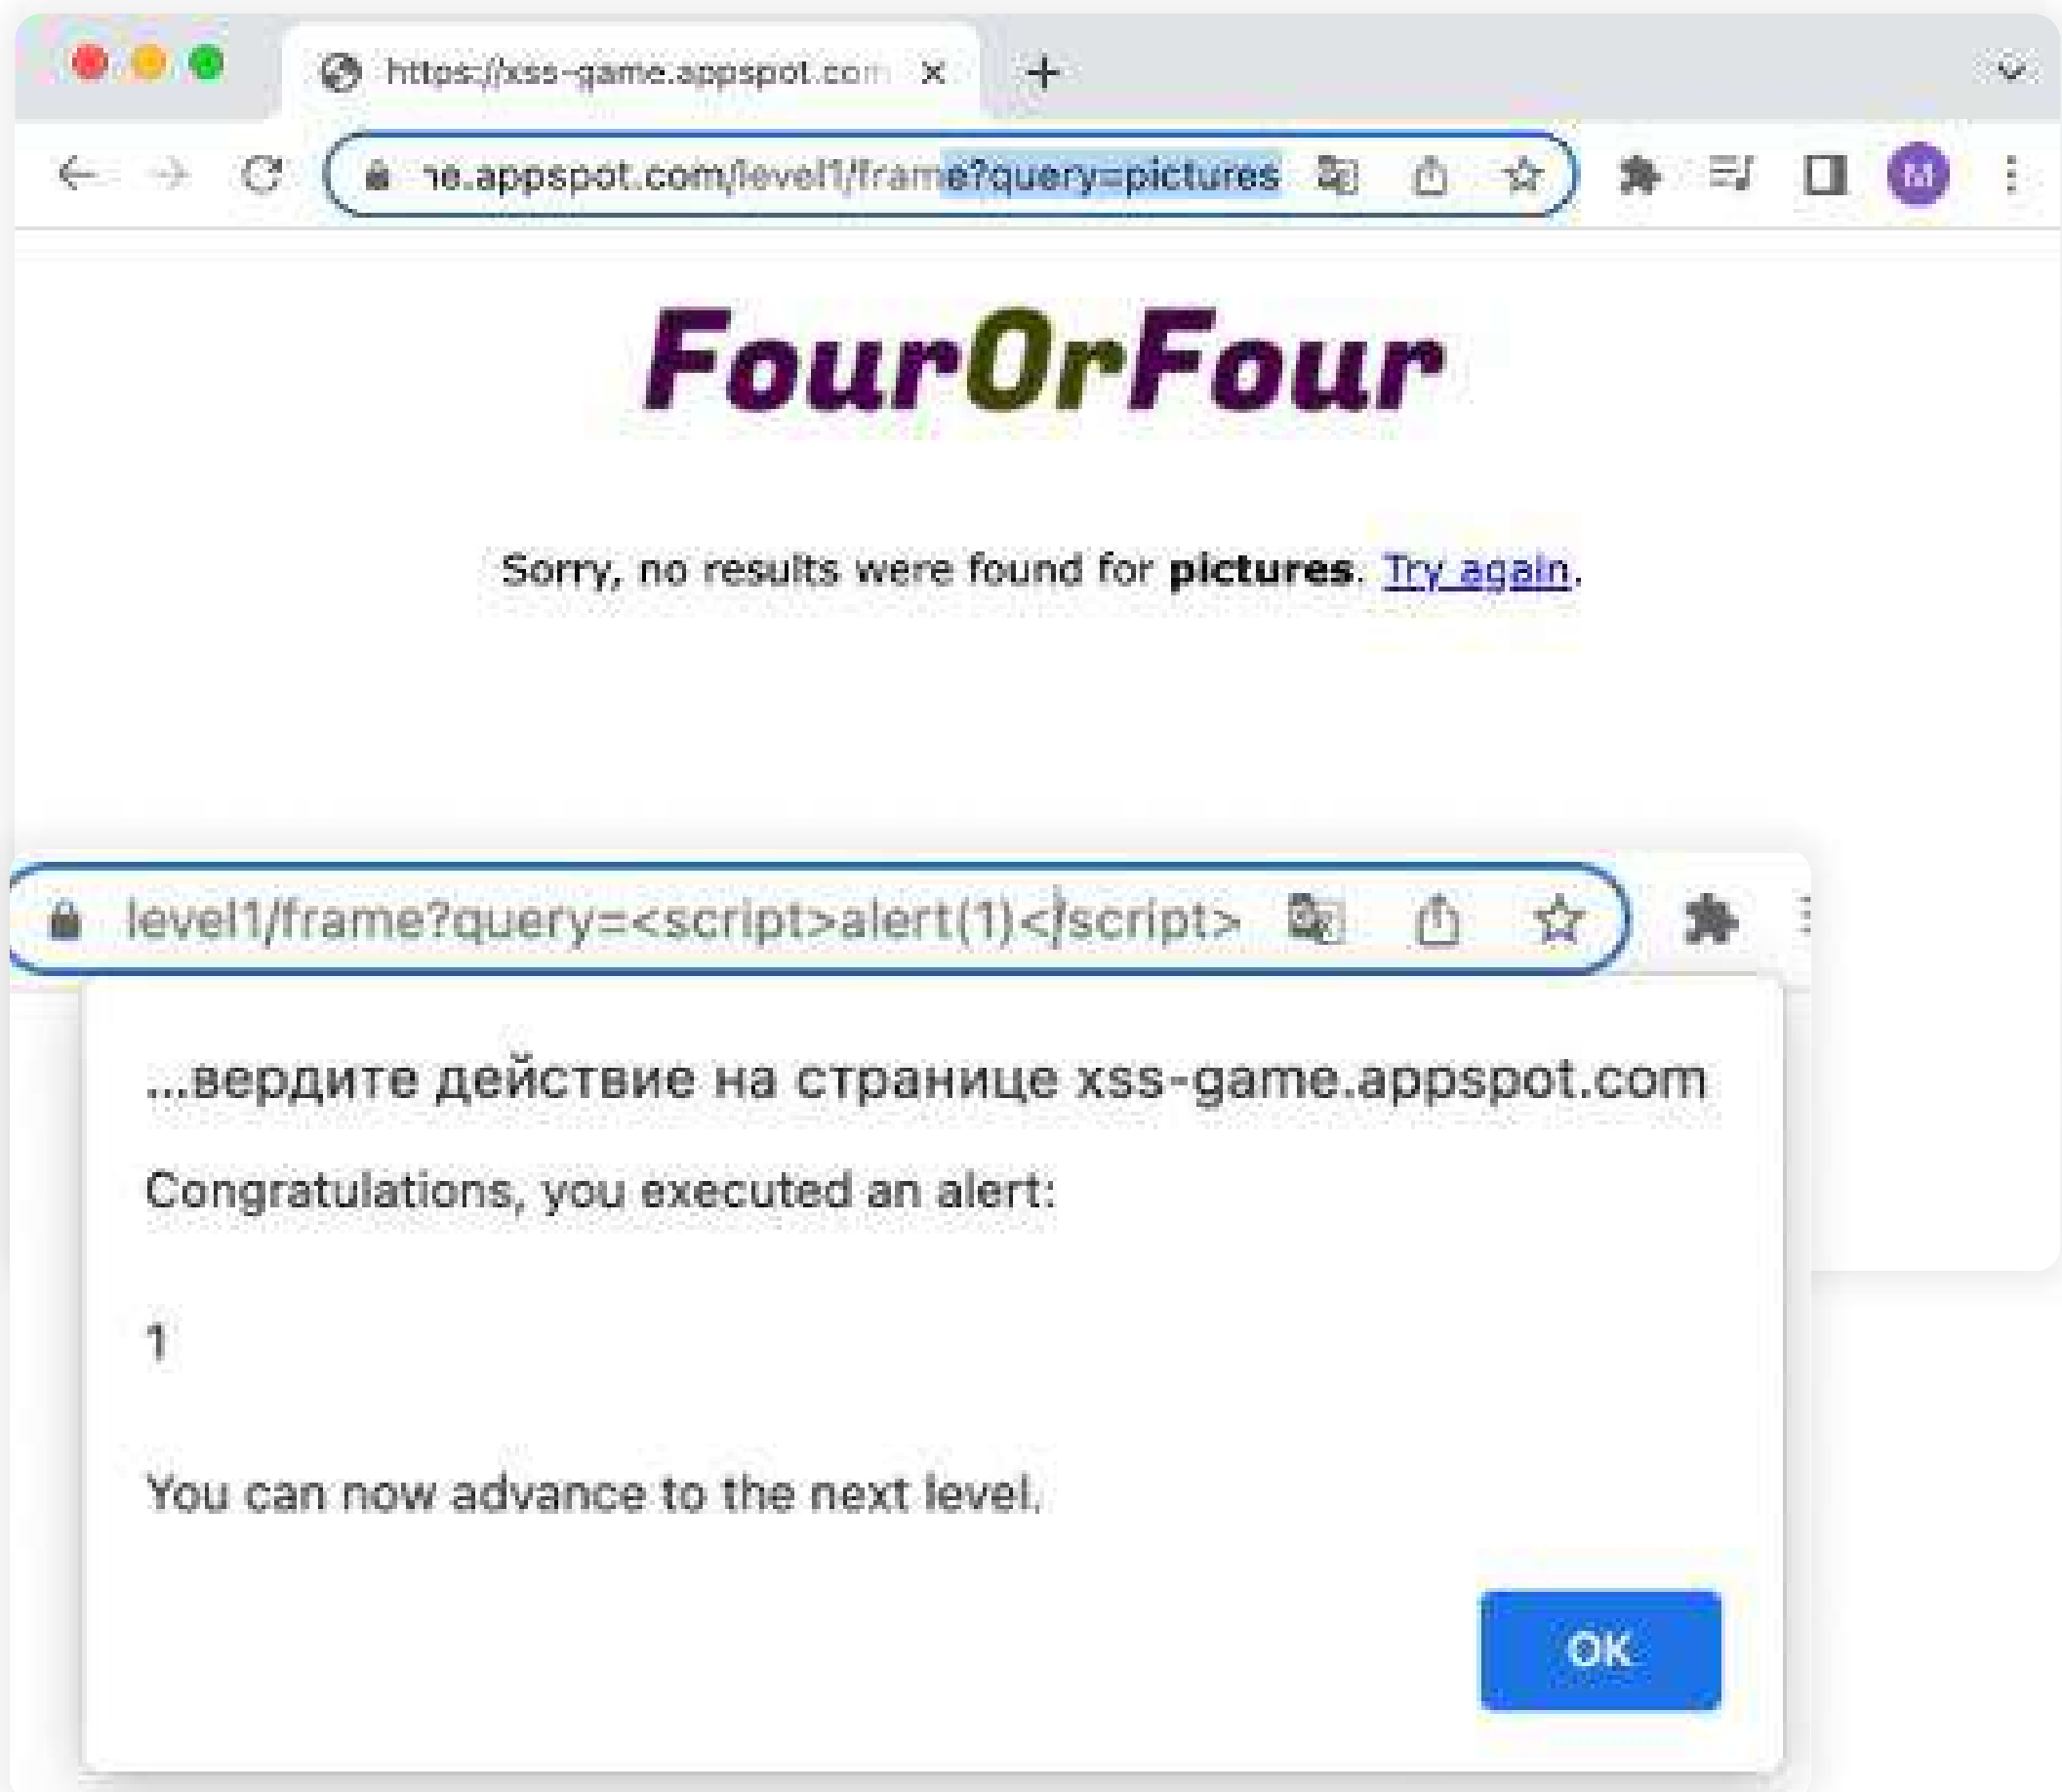 https://xss-game.appspot.com
ne.appspot.com/level1/frame?query=pictures
M
FourOrFour
Sorry, no results were found for pictures. Try again.
level1/frame?query=<script>alert(1)</script>
...вердите действие на странице xss-game.appspot.com
Congratulations, you executed an alert:
1
You can now advance to the next level.
OK